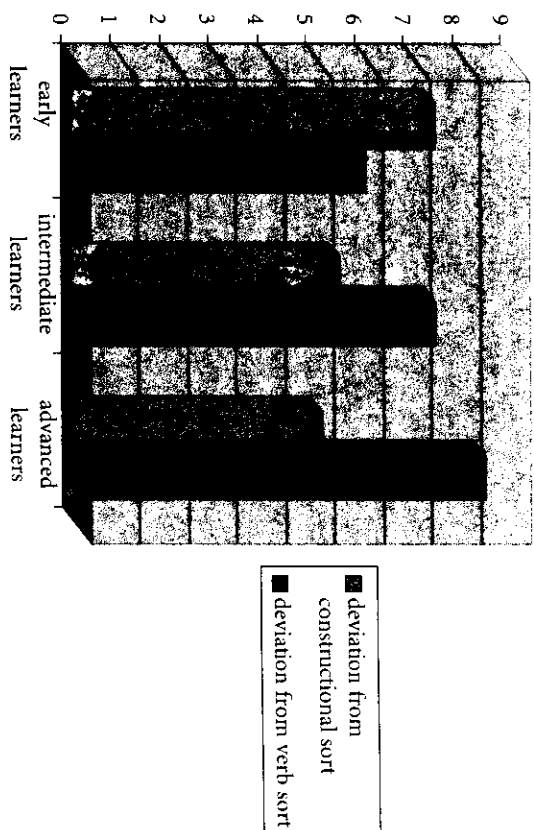 9
8
7
6
5
4
3
2
1
0
early
learners
intermediate
learners
advanced
learners
deviation from
constructional sort
deviation from verb sort